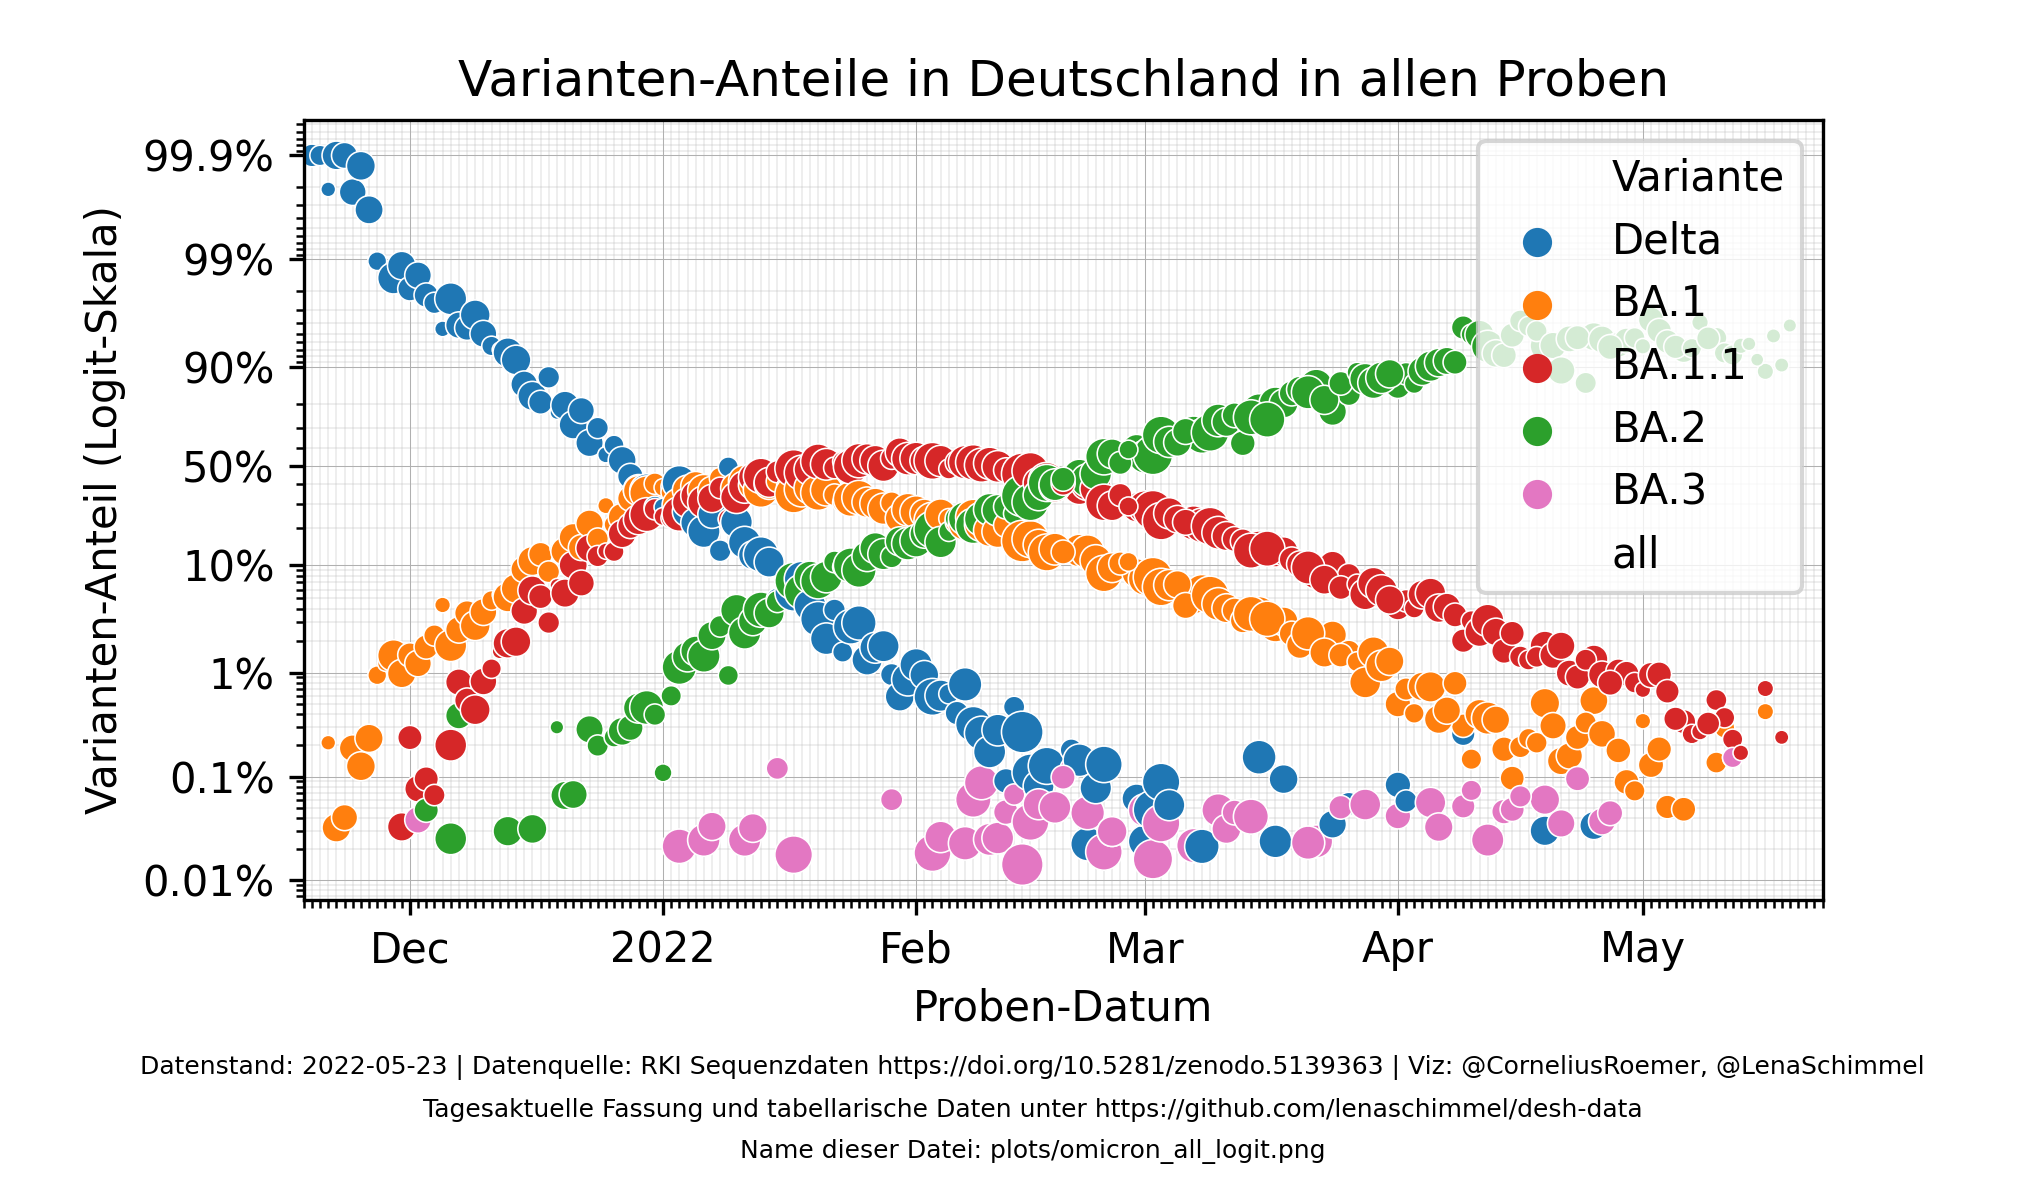 Varianten-Anteile in Deutschland in allen Proben
Varianten-Anteil (Logit-Skala)
99.9%
99%
90%
50%
10%
1%
0.1%
0.01%
Variante
Delta
BA.1
BA.1.1
BA.2
BA.3
all
Dec
2022
Feb
Mar
Apr
May
Proben-Datum
Datenstand: 2022-05-23 | Datenquelle: RKI Sequenzdaten https://doi.org/10.5281/zenodo.5139363 | Viz: @CorneliusRoemer, @LenaSchimmel
Tagesaktuelle Fassung und tabellarische Daten unter https://github.com/lenaschimmel/desh-data
Name dieser Datei: plots/omicron_all_logit.png